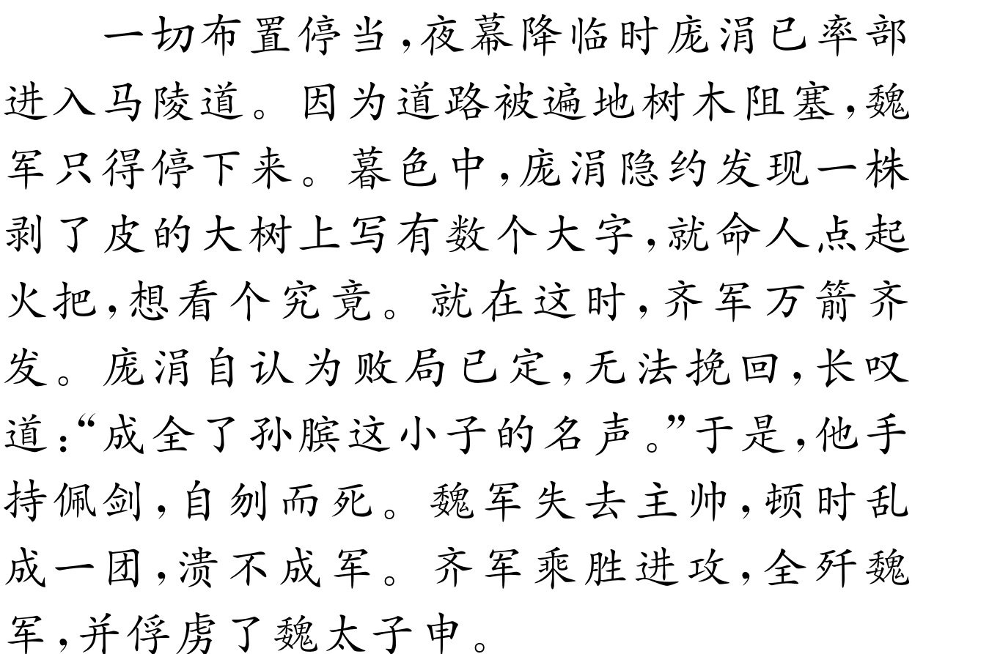 一切布置停当，夜幕降临时庞涓已率部
进入马陵道。因为道路被遍地树木阻塞，魏
军只得停下来。暮色中，庞涓隐约发现一株
剥了皮的大树上写有数个大字，就命人点起
火把，想看个究竟。就在这时，齐军万箭齐
发。庞涓自认为败局已定，无法挽回，长叹
道：“成全了孙膑这小子的名声。”于是，他手
持佩剑，自刎而死。魏军失去主帅，顿时乱
成一团，溃不成军。齐军乘胜进攻，全歼魏
军，并俘虏了魏太子申。